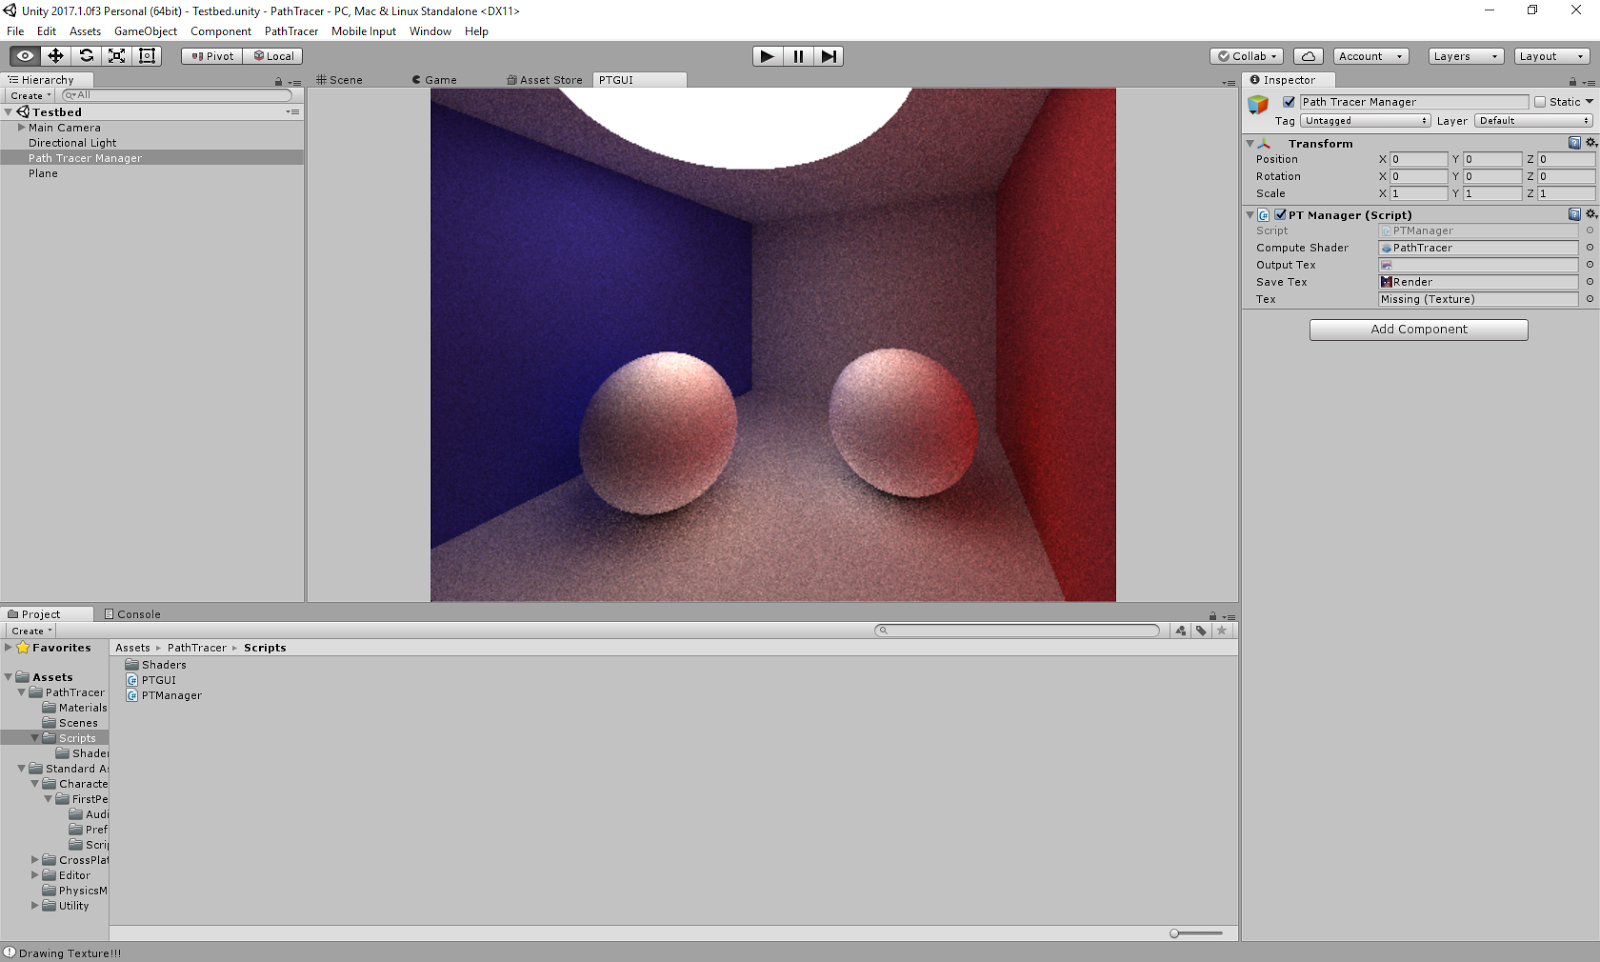 Unity 2017.1.0f3 Personal (64bit) - Testbed.unity - PathTracer - PC, Mac & Linux Standalone <DX11>
File Edit Assets GameObject Component PathTracer Mobile Input Window Help
Pivot Local Collab Account Layers Layout
Hierarchy
Create All
Testbed
Main Camera
Directional Light
Path Tracer Manager
Plane
Scene Game Asset Store PTGUI
Inspector
Path Tracer Manager Static
Tag Untagged Layer Default
Transform
Position X 0 Y 0 Z 0
Rotation X 0 Y 0 Z 0
Scale X 1 Y 1 Z 1
PT Manager (Script)
Script PTManager
Compute Shader PathTracer
Output Tex
Save Tex Render
Tex Missing (Texture)
Add Component
Project Console
Create
Favorites
Assets
PathTracer
Materials
Scenes
Scripts
Shader
Standard As
Characte
FirstPe
Audi
Pref
Scrip
CrossPlat
Editor
PhysicsM
Utility
Assets PathTracer Scripts
Shaders
PTGUI
PTManager
Drawing Texture!!!